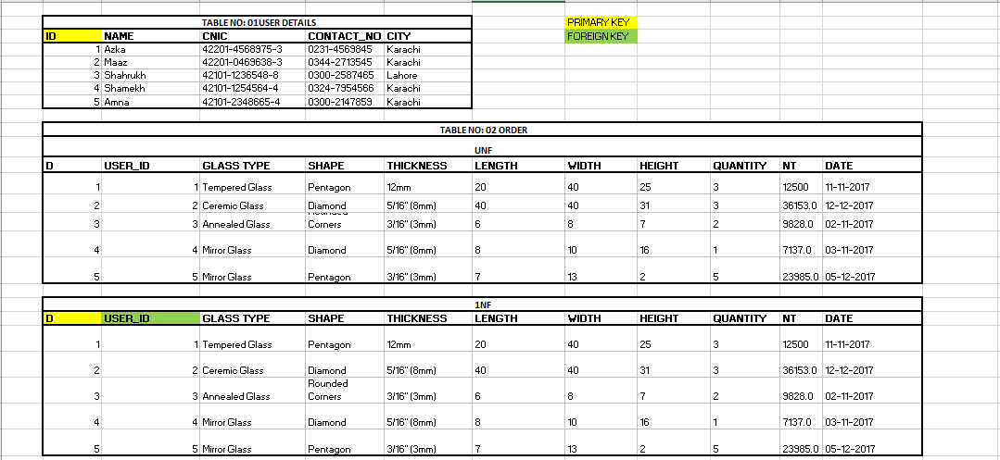 TABLE NO: 01USER DETAILS PRIMARY KEY
ID NAME CNIC CONTACT_NO CITY FOREIGN KEY
1 Azka 42201-4568975-3 0231-4569845 Karachi
2 Maaz 42201-0469638-3 0344-2713545 Karachi
3 Shahrukh 42101-1236548-8 0300-2587465 Lahore
4 Shamekh 42101-1254564-4 0324-7954566 Karachi
5 Amna 42101-2348665-4 0300-2147859 Karachi
TABLE NO: 02 ORDER
UNF
D USER_ID GLASS TYPE SHAPE THICKNESS LENGTH WIDTH HEIGHT QUANTITY NT DATE
1 1 Tempered Glass Pentagon 12mm 20 40 25 3 12500 11-11-2017
2 2 Ceremic Glass Diamond 5/16" (8mm) 40 40 31 3 36153.0 12-12-2017
Rounded
3 3 Annealed Glass Corners 3/16" (3mm) 6 8 7 2 9828.0 02-11-2017
4 4 Mirror Glass Diamond 5/16" (8mm) 8 10 16 1 7137.0 03-11-2017
5 5 Mirror Glass Pentagon 3/16" (3mm) 7 13 2 5 23985.0 05-12-2017
1NF
D USER_ID GLASS TYPE SHAPE THICKNESS LENGTH WIDTH HEIGHT QUANTITY NT DATE
1 1 Tempered Glass Pentagon 12mm 20 40 25 3 12500 11-11-2017
2 2 Ceremic Glass Diamond 5/16" (8mm) 40 40 31 3 36153.0 12-12-2017
Rounded
3 3 Annealed Glass Corners 3/16" (3mm) 6 8 7 2 9828.0 02-11-2017
4 4 Mirror Glass Diamond 5/16" (8mm) 8 10 16 1 7137.0 03-11-2017
5 5 Mirror Glass Pentagon 3/16" (3mm) 7 13 2 5 23985.0 05-12-2017